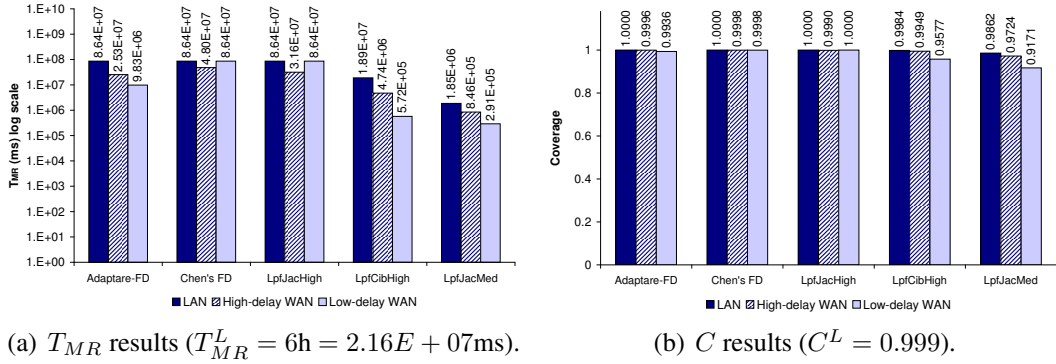 TMR (ms) log scale
1.E+10
1.E+09
1.E+08
1.E+07
1.E+06
1.E+05
1.E+04
1.E+03
1.E+02
1.E+01
1.E+00
8.64E+07
2.53E+07
9.83E+06
8.64E+07
4.80E+07
8.64E+07
8.64E+07
3.16E+07
8.64E+07
1.89E+07
4.74E+06
5.72E+05
1.85E+06
8.46E+05
2.91E+05
Adaptare-FD Chen's FD LpfJacHigh LpfCibHigh LpfJacMed
LAN High-delay WAN Low-delay WAN
(a) T_{MR} results (T^L_{MR} = 6h = 2.16E + 07ms).
Coverage
1
0.8
0.6
0.4
0.2
0
1.0000
0.9996
0.9936
1.0000
0.9998
0.9998
1.0000
0.9990
1.0000
0.9984
0.9949
0.9577
0.9862
0.9724
0.9171
Adaptare-FD Chen's FD LpfJacHigh LpfCibHigh LpfJacMed
LAN High-delay WAN Low-delay WAN
(b) C results (C^L = 0.999).